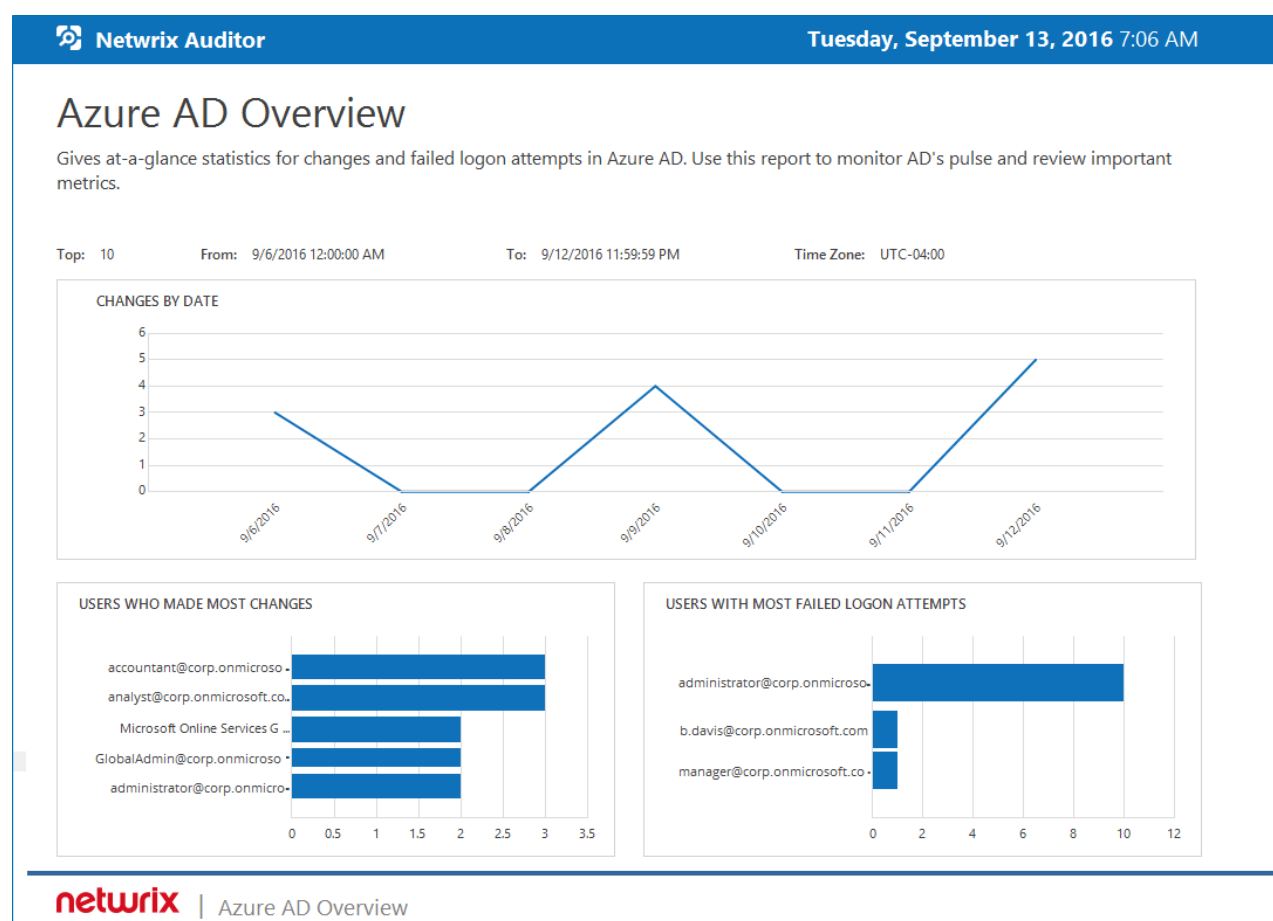 Netwrix Auditor
Tuesday, September 13, 2016 7:06 AM
Azure AD Overview
Gives at-a-glance statistics for changes and failed logon attempts in Azure AD. Use this report to monitor AD's pulse and review important
metrics.
Top: 10 From: 9/6/2016 12:00:00 AM To: 9/12/2016 11:59:59 PM Time Zone: UTC-04:00
CHANGES BY DATE
6
5
4
3
2
1
0
9/6/2016 9/7/2016 9/8/2016 9/9/2016 9/10/2016 9/11/2016 9/12/2016
USERS WHO MADE MOST CHANGES
accountant@corp.onmicroso
analyst@corp.onmicrosoft.co..
Microsoft Online Services G ...
GlobalAdmin@corp.onmicroso
administrator@corp.onmicro
0 0.5 1 1.5 2 2.5 3 3.5
USERS WITH MOST FAILED LOGON ATTEMPTS
administrator@corp.onmicroso
b.davis@corp.onmicrosoft.com
manager@corp.onmicrosoft.co
0 2 4 6 8 10 12
netwrix | Azure AD Overview